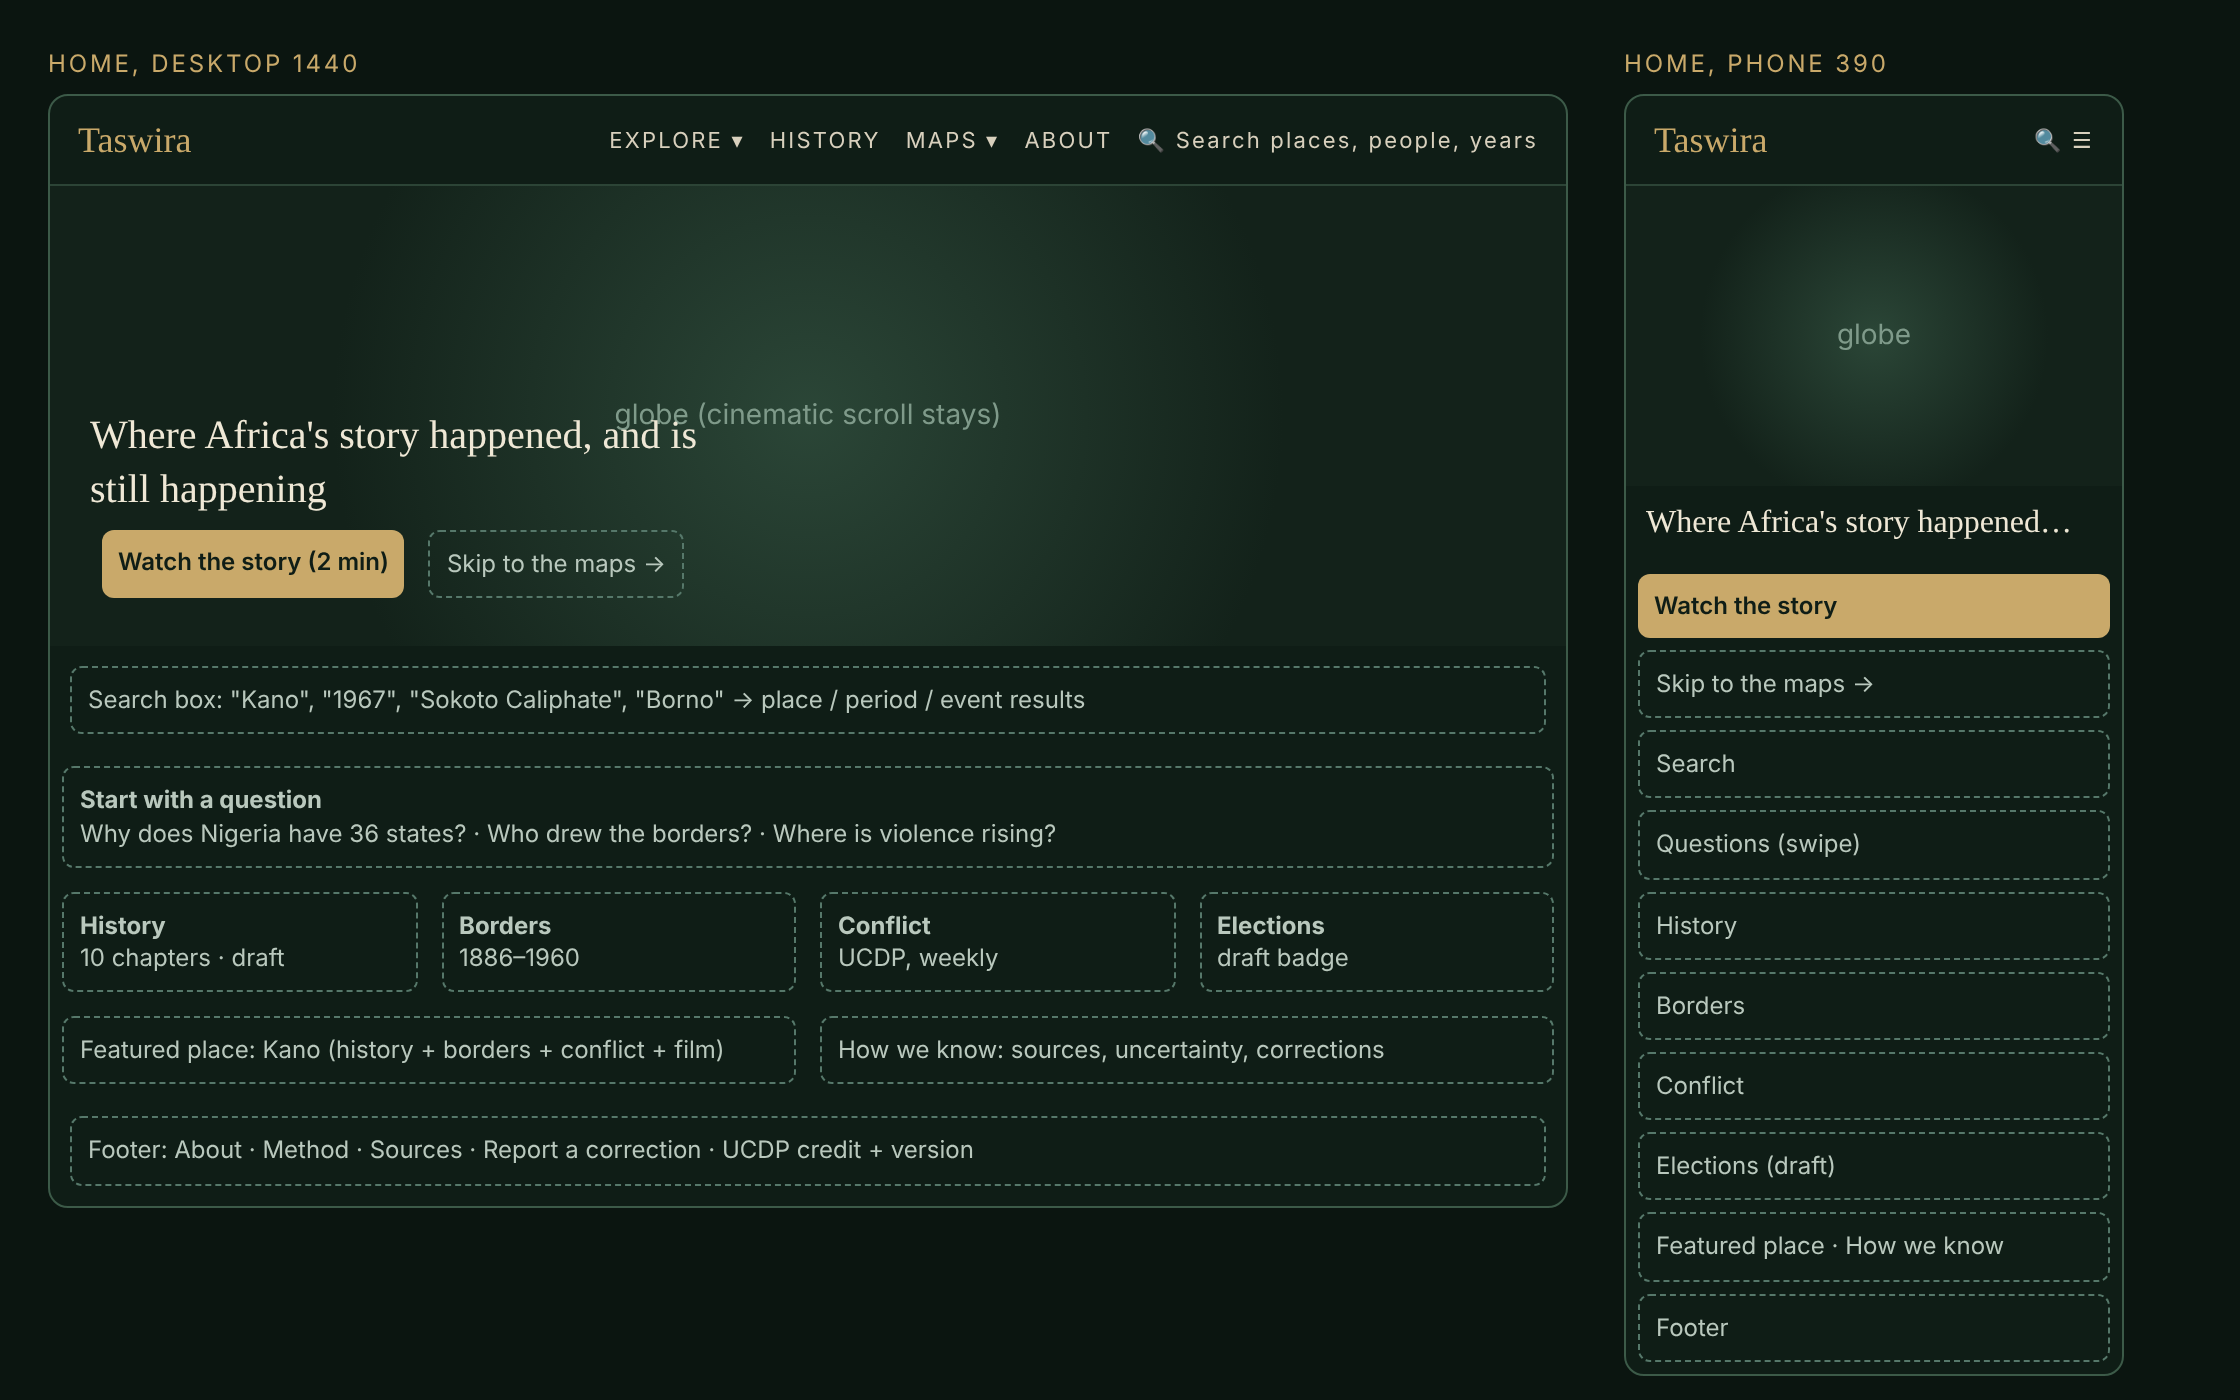 HOME, DESKTOP 1440
Taswira
EXPLORE ▾ HISTORY MAPS ▾ ABOUT 🔍 Search places, people, years
globe (cinematic scroll stays)
Where Africa's story happened, and is
still happening
Watch the story (2 min)
Skip to the maps →
Search box: "Kano", "1967", "Sokoto Caliphate", "Borno" → place / period / event results
Start with a question
Why does Nigeria have 36 states? · Who drew the borders? · Where is violence rising?
History
10 chapters · draft
Borders
1886–1960
Conflict
UCDP, weekly
Elections
draft badge
Featured place: Kano (history + borders + conflict + film)
How we know: sources, uncertainty, corrections
Footer: About · Method · Sources · Report a correction · UCDP credit + version
HOME, PHONE 390
Taswira
🔍 ☰
globe
Where Africa's story happened…
Watch the story
Skip to the maps →
Search
Questions (swipe)
History
Borders
Conflict
Elections (draft)
Featured place · How we know
Footer